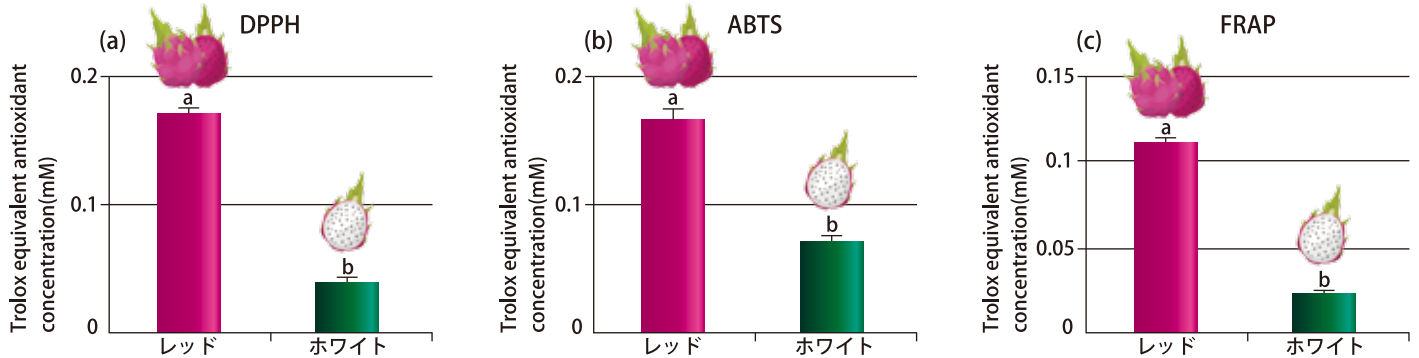 (a) DPPH
Trolox equivalent antioxidant
concentration(mM)
0.2
0.1
0
a
b
レッド ホワイト
(b) ABTS
Trolox equivalent antioxidant
concentration(mM)
0.2
0.1
0
a
b
レッド ホワイト
(c) FRAP
Trolox equivalent antioxidant
concentration(mM)
0.15
0.1
0.05
0
a
b
レッド ホワイト